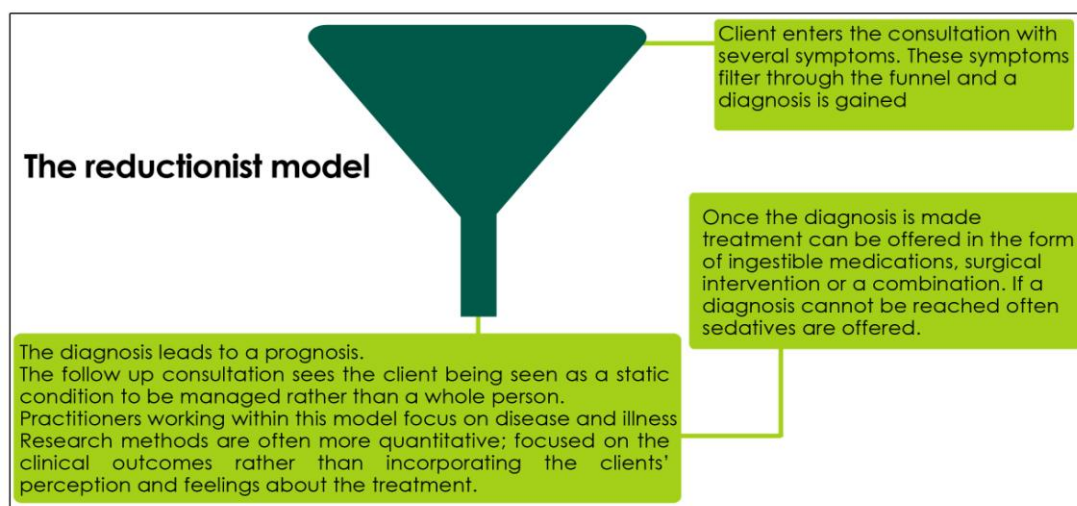 Client enters the consultation with
several symptoms. These symptoms
filter through the funnel and a
diagnosis is gained
The reductionist model
Once the diagnosis is made
treatment can be offered in the form
of ingestible medications, surgical
intervention or a combination. If a
diagnosis cannot be reached often
sedatives are offered.
The diagnosis leads to a prognosis.
The follow up consultation sees the client being seen as a static
condition to be managed rather than a whole person.
Practitioners working within this model focus on disease and illness
Research methods are often more quantitative; focused on the
clinical outcomes rather than incorporating the clients’
perception and feelings about the treatment.